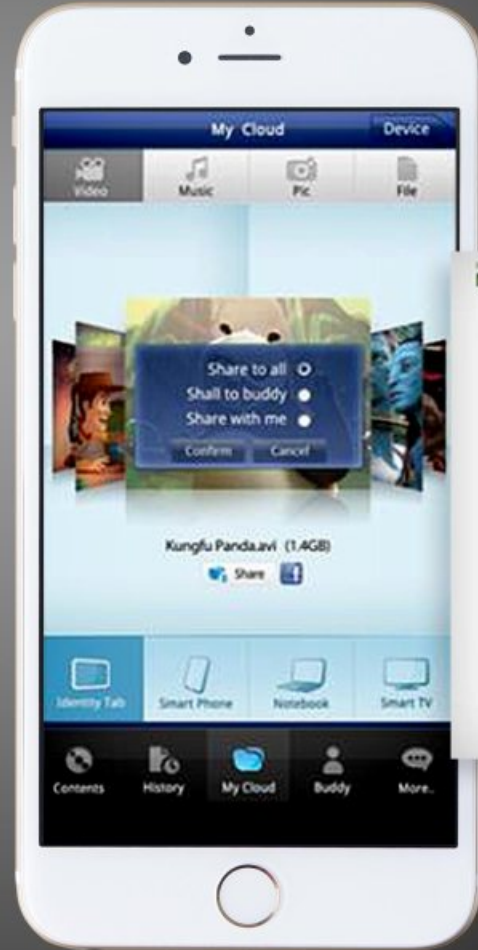 My Cloud Device
Video Music Pic File
Share to all
Shall to buddy
Share with me
Confirm Cancel
Kungfu Panda.avi (1.4GB)
Share f
Identity Tab Smart Phone Notebook Smart TV
Contents History My Cloud Buddy More..